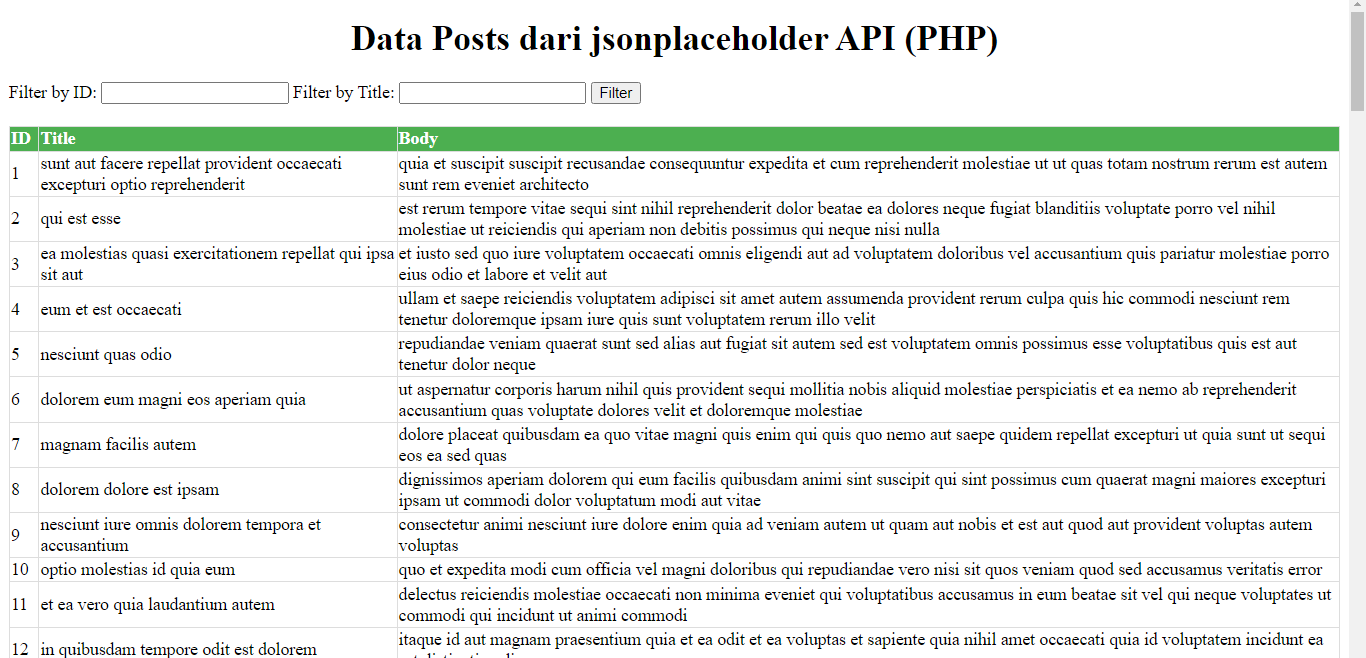 Data Posts dari jsonplaceholder API (PHP)
Filter by ID: Filter by Title: Filter
ID Title Body
1 sunt aut facere repellat provident occaecati excepturi optio reprehenderit quia et suscipit suscipit recusandae consequuntur expedita et cum reprehenderit molestiae ut ut quas totam nostrum rerum est autem sunt rem eveniet architecto
2 qui est esse est rerum tempore vitae sequi sint nihil reprehenderit dolor beatae ea dolores neque fugiat blanditiis voluptate porro vel nihil molestiae ut reiciendis qui aperiam non debitis possimus qui neque nisi nulla
3 ea molestias quasi exercitationem repellat qui ipsa sit aut et iusto sed quo iure voluptatem occaecati omnis eligendi aut ad voluptatem doloribus vel accusantium quis pariatur molestiae porro eius odio et labore et velit aut
4 eum et est occaecati ullam et saepe reiciendis voluptatem adipisci sit amet autem assumenda provident rerum culpa quis hic commodi nesciunt rem tenetur doloremque ipsam iure quis sunt voluptatem rerum illo velit
5 nesciunt quas odio repudiandae veniam quaerat sunt sed alias aut fugiat sit autem sed est voluptatem omnis possimus esse voluptatibus quis est aut tenetur dolor neque
6 dolorem eum magni eos aperiam quia ut aspernatur corporis harum nihil quis provident sequi mollitia nobis aliquid molestiae perspiciatis et ea nemo ab reprehenderit accusantium quas voluptate dolores velit et doloremque molestiae
7 magnam facilis autem dolore placeat quibusdam ea quo vitae magni quis enim qui quis quo nemo aut saepe quidem repellat excepturi ut quia sunt ut sequi eos ea sed quas
8 dolorem dolore est ipsam dignissimos aperiam dolorem qui eum facilis quibusdam animi sint suscipit qui sint possimus cum quaerat magni maiores excepturi ipsam ut commodi dolor voluptatum modi aut vitae
9 nesciunt iure omnis dolorem tempora et accusantium consectetur animi nesciunt iure dolore enim quia ad veniam autem ut quam aut nobis et est aut quod aut provident voluptas autem voluptas
10 optio molestias id quia eum quo et expedita modi cum officia vel magni doloribus qui repudiandae vero nisi sit quos veniam quod sed accusamus veritatis error
11 et ea vero quia laudantium autem delectus reiciendis molestiae occaecati non minima eveniet qui voluptatibus accusamus in eum beatae sit vel qui neque voluptates ut commodi qui incidunt ut animi commodi
12 in quibusdam tempore odit est dolorem itaque id aut magnam praesentium quia et ea odit et ea voluptas et sapiente quia nihil amet occaecati quia id voluptatem incidunt ea